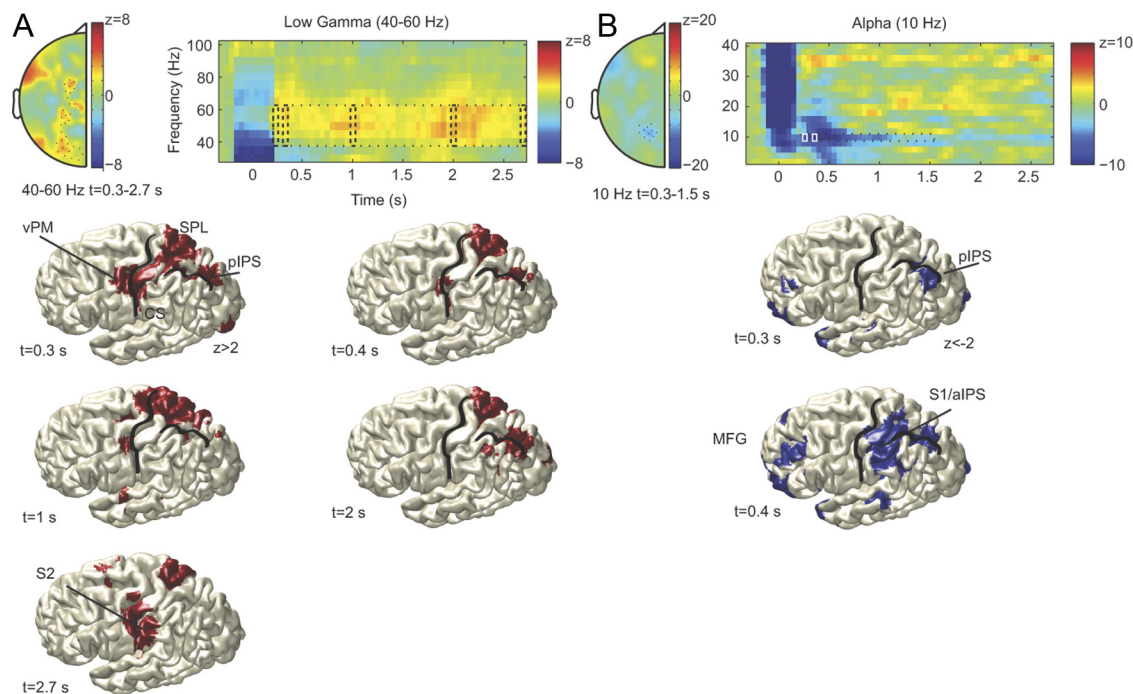 A
z=8
0
−8
40-60 Hz t=0.3-2.7 s
Low Gamma (40-60 Hz)
Frequency (Hz)
100
80
60
40
0
0.5
1
1.5
2
2.5
Time (s)
z=8
0
−8
B
z=20
0
−20
10 Hz t=0.3-1.5 s
Alpha (10 Hz)
40
30
20
10
0
0.5
1
1.5
2
2.5
z=10
0
−10
vPM
SPL
pIPS
CS
t=0.3 s
z>2
t=0.4 s
pIPS
t=0.3 s
z<-2
t=1 s
t=2 s
S1/aIPS
MFG
t=0.4 s
S2
t=2.7 s